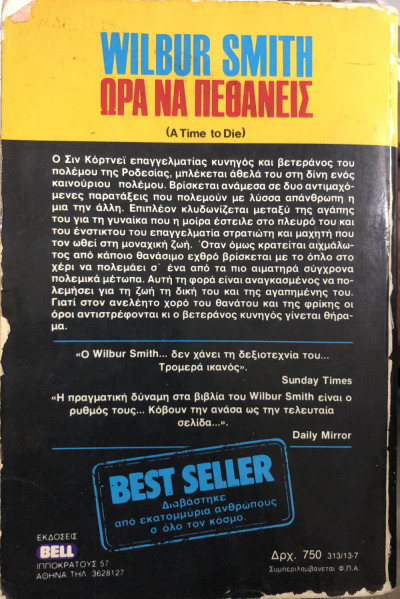 WILBUR SMITH
ΩΡΑ ΝΑ ΠΕΘΑΝΕΙΣ
(A Time to Die)
Ο Σιν Κόρτνεϊ επαγγελματίας κυνηγός και βετεράνος του
πολέμου της Ροδεσίας, μπλέκεται άθελά του στη δίνη ενός
καινούριου πολέμου. Βρίσκεται ανάμεσα σε δυο αντιμαχό-
μενες παρατάξεις που πολεμούν με λύσσα απάνθρωπη η
μια την άλλη. Επιπλέον κλυδωνίζεται μεταξύ της αγάπης
του για τη γυναίκα που η μοίρα έστειλε στο πλευρό του και
του ένστικτου του επαγγελματία στρατιώτη και μαχητή που
τον ωθεί στη μοναχική ζωή. Όταν όμως κρατείται αιχμάλω-
τος από κάποιο θανάσιμο εχθρό βρίσκεται με το όπλο στο
χέρι να πολεμάει σ' ένα από τα πιο αιματηρά σύγχρονα
πολεμικά μέτωπα. Αυτή τη φορά είναι αναγκασμένος να πο-
λεμήσει για τη ζωή τη δική του και της αγαπημένης του.
Γιατί στον ανελέητο χορό του θανάτου και της φρίκης οι
όροι αντιστρέφονται κι ο βετεράνος κυνηγός γίνεται θήρα-
μα.
«Ο Wilbur Smith... δεν χάνει τη δεξιοτεχνία του...
Τρομερά ικανός».
Sunday Times
«Η πραγματική δύναμη στα βιβλία του Wilbur Smith είναι ο
ρυθμός τους... Κόβουν την ανάσα ως την τελευταία
σελίδα...».
Daily Mirror
BEST SELLER
Διαβάστηκε
από εκατομμύρια ανθρώπους
σ όλο τον κόσμο.
ΕΚΔΟΣΕΙΣ
BELL
ΙΠΠΟΚΡΑΤΟΥΣ 57
ΑΘΗΝΑ ΤΗΛ. 3628127
Δρχ. 750 313/13-7
Συμπεριλαμβάνεται Φ.Π.Α.